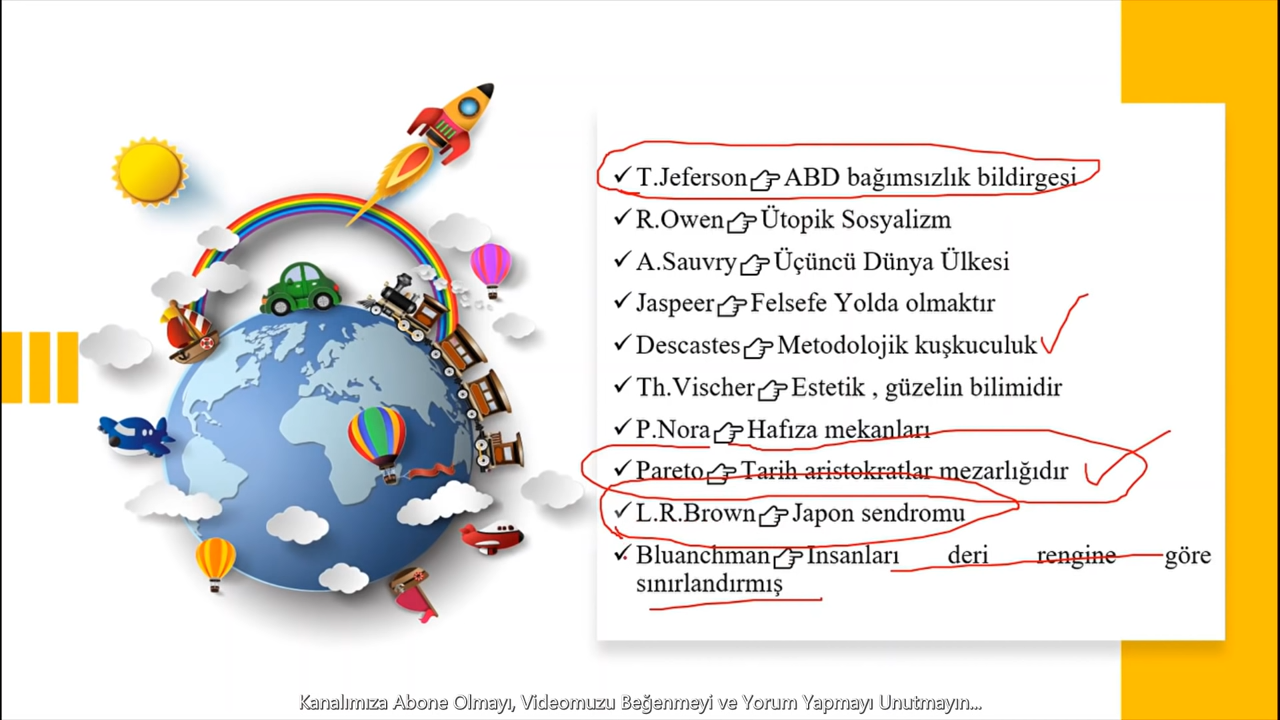 ✓ T.Jeferson👉 ABD bağımsızlık bildirgesi
✓ R.Owen👉 Ütopik Sosyalizm
✓ A.Sauvry👉 Üçüncü Dünya Ülkesi
✓ Jaspeer👉 Felsefe Yolda olmaktır
✓ Descastes👉 Metodolojik kuşkuculuk
✓ Th.Vischer👉 Estetik , güzelin bilimidir
✓ P.Nora👉 Hafıza mekanları
✓ Pareto👉 Tarih aristokratlar mezarlığıdır
✓ L.R.Brown👉 Japon sendromu
✓ Bluanchman👉 İnsanları deri rengine göre
sınırlandırmış
Kanalımıza Abone Olmayı, Videomuzu Beğenmeyi ve Yorum Yapmayı Unutmayın...